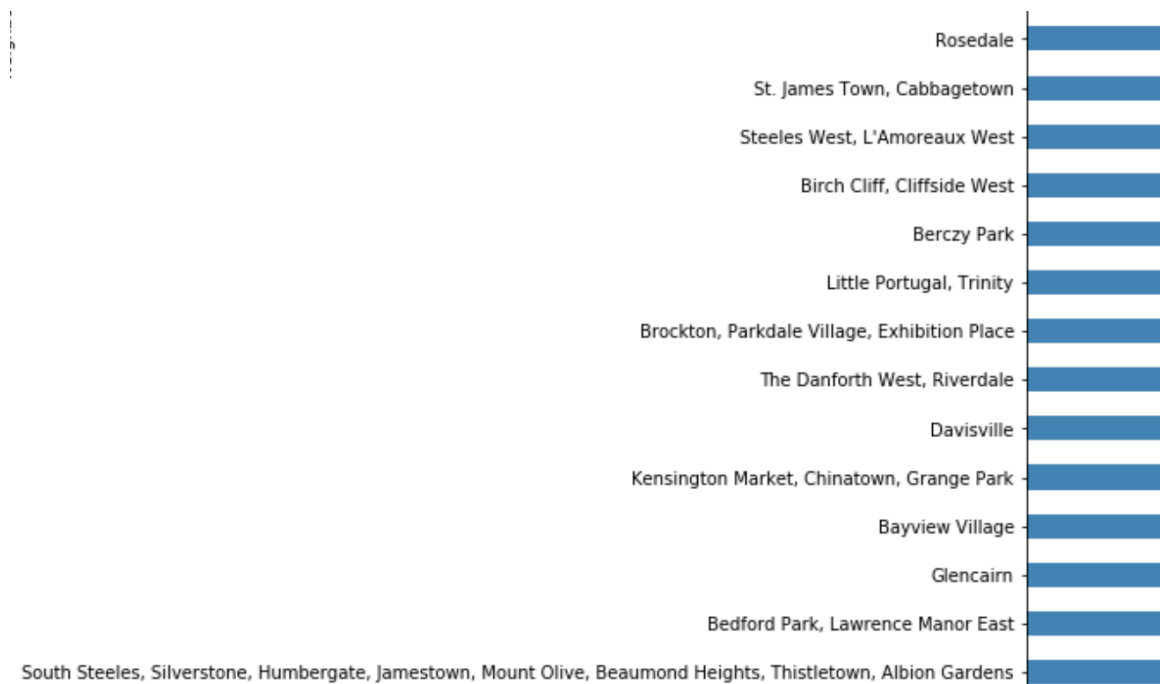 Rosedale
St. James Town, Cabbagetown
Steeles West, L'Amoreaux West
Birch Cliff, Cliffside West
Berczy Park
Little Portugal, Trinity
Brockton, Parkdale Village, Exhibition Place
The Danforth West, Riverdale
Davisville
Kensington Market, Chinatown, Grange Park
Bayview Village
Glencairn
Bedford Park, Lawrence Manor East
South Steeles, Silverstone, Humbergate, Jamestown, Mount Olive, Beaumond Heights, Thistletown, Albion Gardens